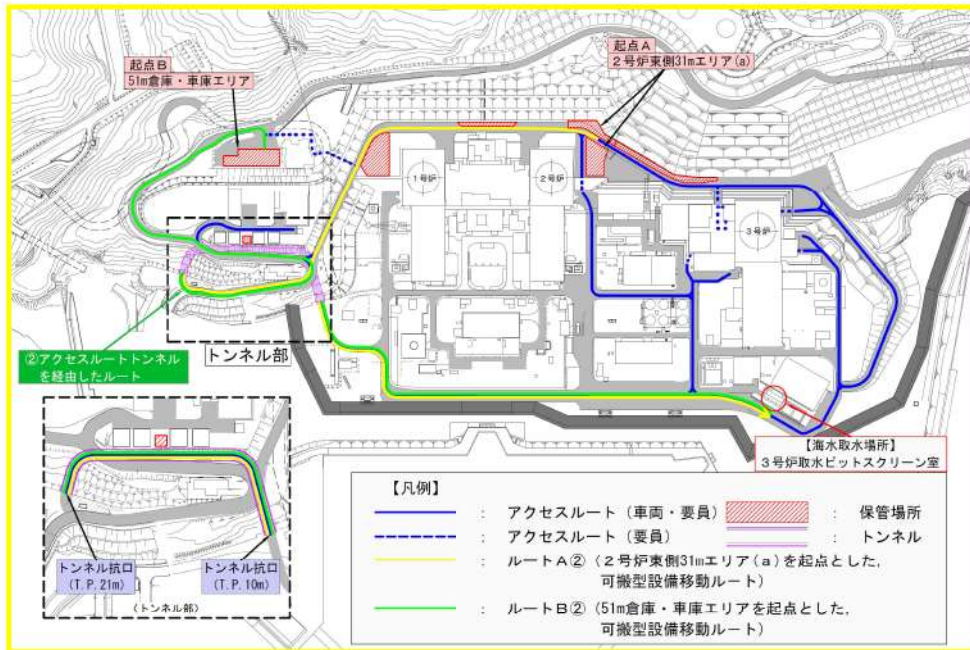 起点B
51m倉庫・車庫エリア
起点A
2号炉東側31mエリア(a)
1号炉
2号炉
3号炉
②アクセスルートトンネル
を経由したルート
トンネル部
【海水取水場所】
3号炉取水ピットスクリーン室
トンネル抗口
(T.P.21m)
トンネル抗口
(T.P.10m)
(トンネル部)
【凡例】
: アクセスルート(車両・要員)
: 保管場所
: アクセスルート(要員)
: トンネル
: ルートA②(2号炉東側31mエリア(a)を起点とした,
可搬型設備移動ルート)
: ルートB②(51m倉庫・車庫エリアを起点とした,
可搬型設備移動ルート)